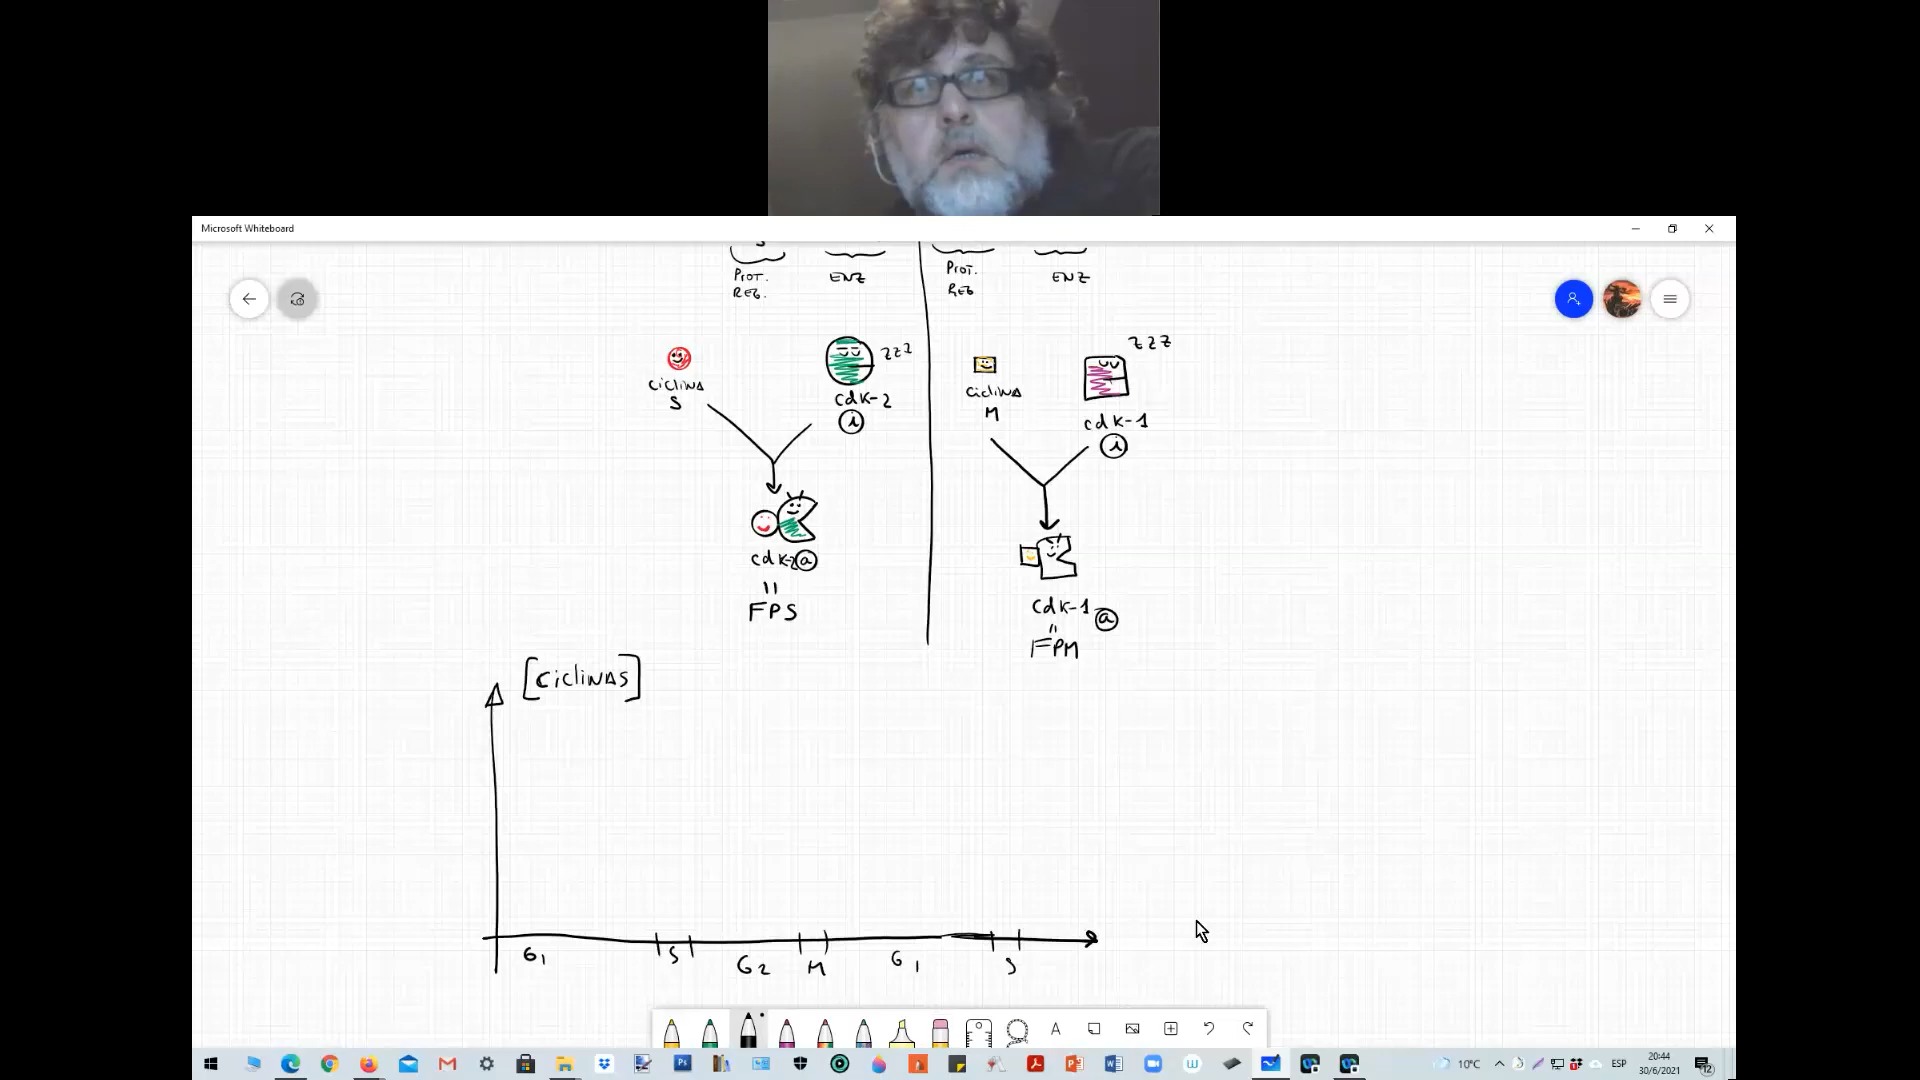 Microsoft Whiteboard
PROT.
REG.
ENZ
PROT.
REG
ENZ
CiCliNA
S
zzz
cdK-2
i
CiCliNA
M
zzz
cdK-1
i
cdK-2 a
=
FPS
cdK-1 a
=
FPM
[CiCliNAS]
G1
S
G2
M
G1
S
A
10°C
ESP
20:44
30/6/2021
12